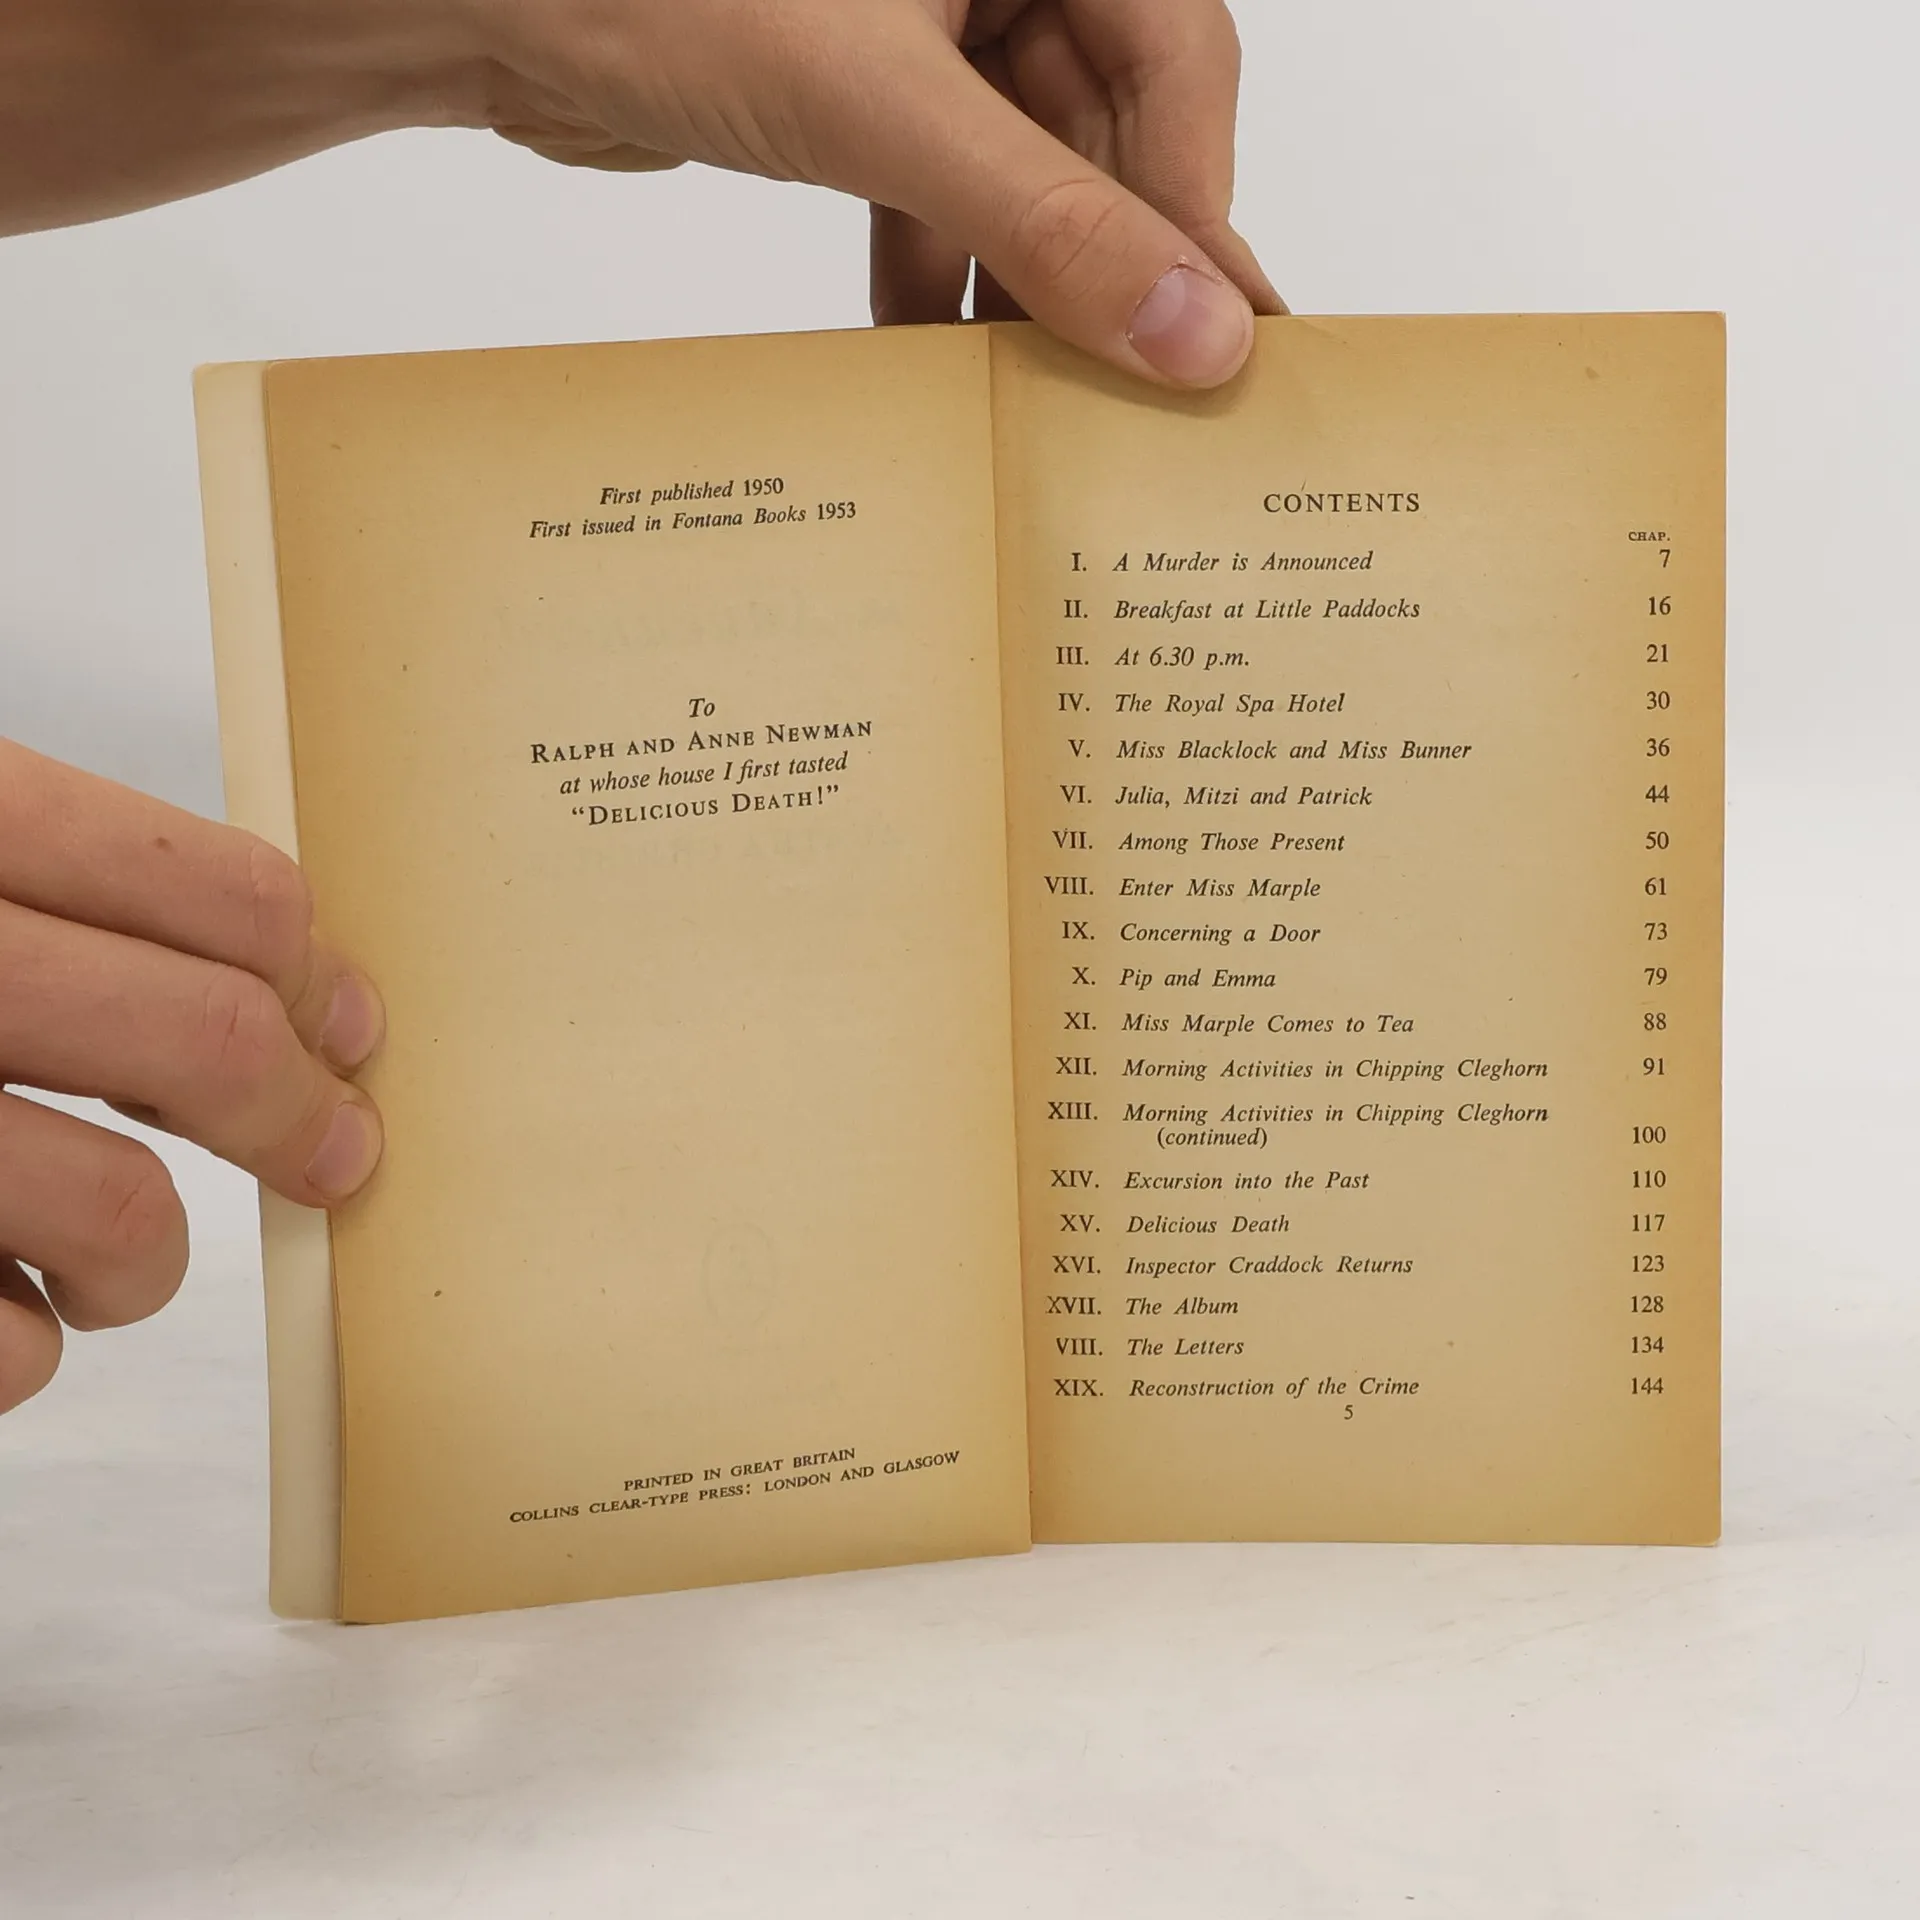 First published 1950
First issued in Fontana Books 1953
To
RALPH AND ANNE NEWMAN
at whose house I first tasted
“DELICIOUS DEATH!”
PRINTED IN GREAT BRITAIN
COLLINS CLEAR-TYPE PRESS: LONDON AND GLASGOW
CONTENTS
CHAP.
I. A Murder is Announced 7
II. Breakfast at Little Paddocks 16
III. At 6.30 p.m. 21
IV. The Royal Spa Hotel 30
V. Miss Blacklock and Miss Bunner 36
VI. Julia, Mitzi and Patrick 44
VII. Among Those Present 50
VIII. Enter Miss Marple 61
IX. Concerning a Door 73
X. Pip and Emma 79
XI. Miss Marple Comes to Tea 88
XII. Morning Activities in Chipping Cleghorn 91
XIII. Morning Activities in Chipping Cleghorn
(continued) 100
XIV. Excursion into the Past 110
XV. Delicious Death 117
XVI. Inspector Craddock Returns 123
XVII. The Album 128
VIII. The Letters 134
XIX. Reconstruction of the Crime 144
5